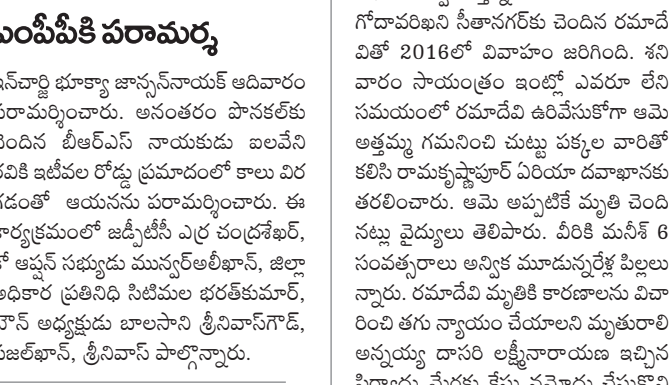 ఎంపీపీకి పరామర్శ
ఇన్‌చార్జి భూక్యా జాన్సన్‌నాయక్ ఆదివారం
పరామర్శించారు. అనంతరం పొనకల్‌కు
చెందిన బీఆర్ఎస్ నాయకుడు ఐలవేని
రవికి ఇటీవల రోడ్డు ప్రమాదంలో కాలు విర
గడంతో ఆయనను పరామర్శించారు. ఈ
కార్యక్రమంలో జడ్పీటీసీ ఎర్ర చంద్రశేఖర్,
కో ఆప్షన్ సభ్యుడు మున్వర్‌అలీఖాన్, జిల్లా
అధికార ప్రతినిధి సిటిమల భరత్‌కుమార్,
టౌన్ అధ్యక్షుడు బాలసాని శ్రీనివాస్‌గౌడ్,
శ్రీనివాస్ పాల్గొన్నారు.
గోదావరిఖని సీతానగర్‌కు చెందిన రమాదే
వితో 2016లో వివాహం జరిగింది. శని
వారం సాయంత్రం ఇంట్లో ఎవరూ లేని
సమయంలో రమాదేవి ఉరివేసుకోగా ఆమె
అత్తమ్మ గమనించి చుట్టు పక్కల వారితో
కలిసి రామకృష్ణాపూర్ ఏరియా దవాఖానకు
తరలించారు. ఆమె అప్పటికే మృతి చెంది
నట్లు వైద్యులు తెలిపారు. వీరికి మనీశ్ 6
సంవత్సరాలు అన్విక మూడున్నరేళ్ల పిల్లలు
న్నారు. రమాదేవి మృతికి కారణాలను విచా
రించి తగు న్యాయం చేయాలని మృతురాలి
అన్నయ్య దాసరి లక్ష్మీనారాయణ ఇచ్చిన
ఫిర్యాదు మేరకు కేసు నమోదు చేసుకొని